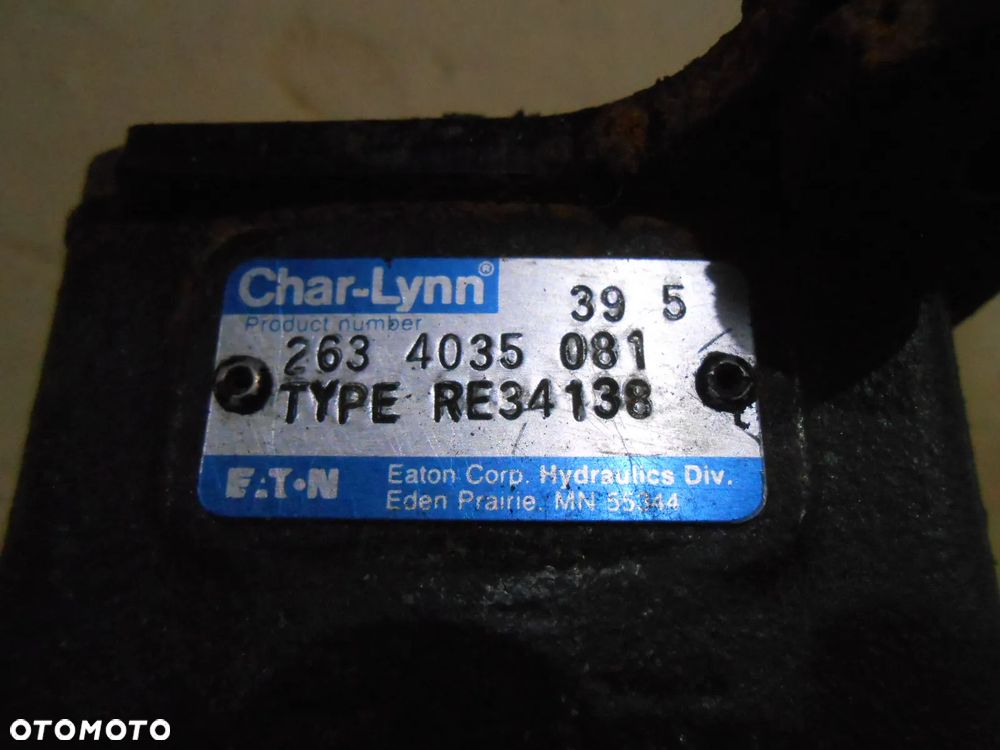 Char-Lynn®
39 5
Product number
263 4035 081
TYPE RE34138
EATON
Eaton Corp. Hydraulics Div.
Eden Prairie, MN 55344
OTOMOTO